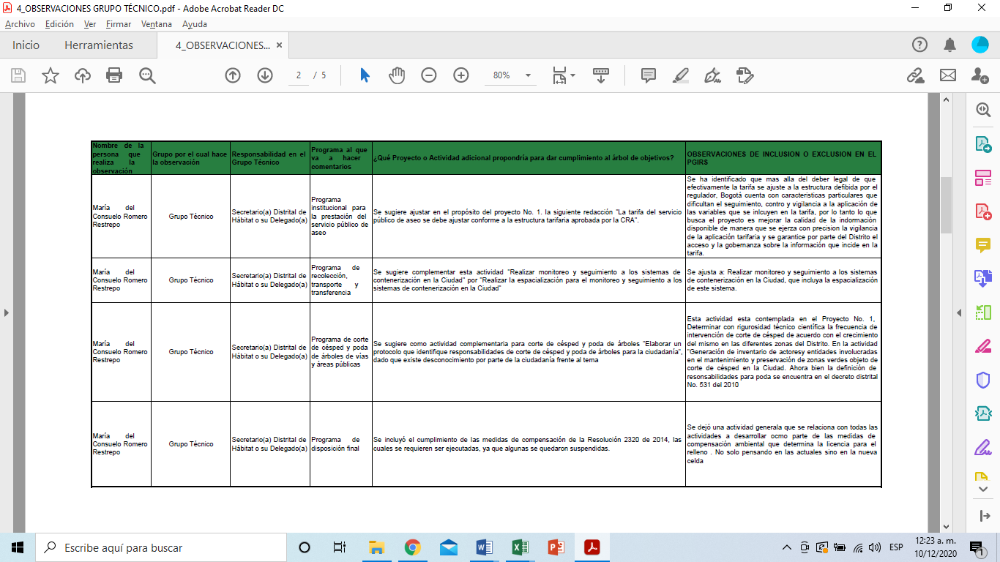 4_OBSERVACIONES GRUPO TÉCNICO.pdf - Adobe Acrobat Reader DC
Archivo Edición Ver Firmar Ventana Ayuda
Inicio Herramientas 4_OBSERVACIONES... ×
2 / 5 80%
Nombre de la
persona que
realiza la
observación
Grupo por el cual hace
la observación
Responsabilidad en el
Grupo Técnico
Programa al que
va a hacer
comentarios
¿Qué Proyecto o Actividad adicional propondría para dar cumplimiento al árbol de objetivos?
OBSERVACIONES DE INCLUSION O EXCLUSION EN EL
PGIRS
María del
Consuelo Romero
Restrepo
Grupo Técnico
Secretario(a) Distrital de
Hábitat o su Delegado(a)
Programa
institucional para
la prestación del
servicio público de
aseo
Se sugiere ajustar en el propósito del proyecto No. 1. la siguiente redacción "La tarifa del servicio
público de aseo se debe ajustar conforme a la estructura tarifaria aprobada por la CRA".
Se ha identificado que mas alla del deber legal de que
efectivamente la tarifa se ajuste a la estructura defibida por el
regulador, Bogotá cuenta con caracteristicas particulares que
dificultan el seguimiento, contro y vigilancia a la aplicación de
las variables que se inlcuyen en la tarifa, por lo tanto lo que
busca el proyecto es mejorar la calidad de la indormación
disponible de manera que se ejerza con precision la vigilancia
de la aplicación tarifaria y se garantice por parte del Distrito el
acceso y la gobernanza sobre la información que incide en la
tarifa.
María del
Consuelo Romero
Restrepo
Grupo Técnico
Secretario(a) Distrital de
Hábitat o su Delegado(a)
Programa de
recolección,
transporte y
transferencia
Se sugiere complementar esta actividad "Realizar monitoreo y seguimiento a los sistemas de
contenerización en la Ciudad" por "Realizar la espacialización para el monitoreo y seguimiento a los
sistemas de contenerización en la Ciudad"
Se ajusta a: Realizar monitoreo y seguimiento a los sistemas
de contenerización en la Ciudad, que incluya la espacialización
de este sistema.
María del
Consuelo Romero
Restrepo
Grupo Técnico
Secretario(a) Distrital de
Hábitat o su Delegado(a)
Programa de corte
de césped y poda
de árboles de vías
y áreas públicas
Se sugiere como actividad complementaria para corte de césped y poda de árboles "Elaborar un
protocolo que identifique responsabilidades de corte de césped y poda de árboles para la ciudadanía",
dado que existe desconocimiento por parte de la ciudadanía frente al tema
Esta actividad esta contemplada en el Proyecto No. 1,
Determinar con rigurosidad técnico científica la frecuencia de
intervención de corte de césped de acuerdo con el crecimiento
del mismo en las diferentes zonas del Distrito. En la actividad
"Generación de inventario de actoresy entidades involucradas
en el mantenimiento y preservación de zonas verdes objeto de
corte de césped en la Ciudad. Ahora bien la definición de
resonsabilidades para poda se encuentra en el decreto distrital
No. 531 del 2010
María del
Consuelo Romero
Restrepo
Grupo Técnico
Secretario(a) Distrital de
Hábitat o su Delegado(a)
Programa de
disposición final
Se incluyó el cumplimiento de las medidas de compensación de la Resolución 2320 de 2014, las
cuales se requieren ser ejecutadas, ya que algunas se quedaron suspendidas.
Se dejó una actividad generala que se relaciona con todas las
actividades a desarrollar ocmo parte de las medidas de
compensación ambiental que determina la licencia para el
relleno . No solo pensando en las actuales sino en la nueva
celda
Escribe aquí para buscar
ESP
12:23 a. m.
10/12/2020
1